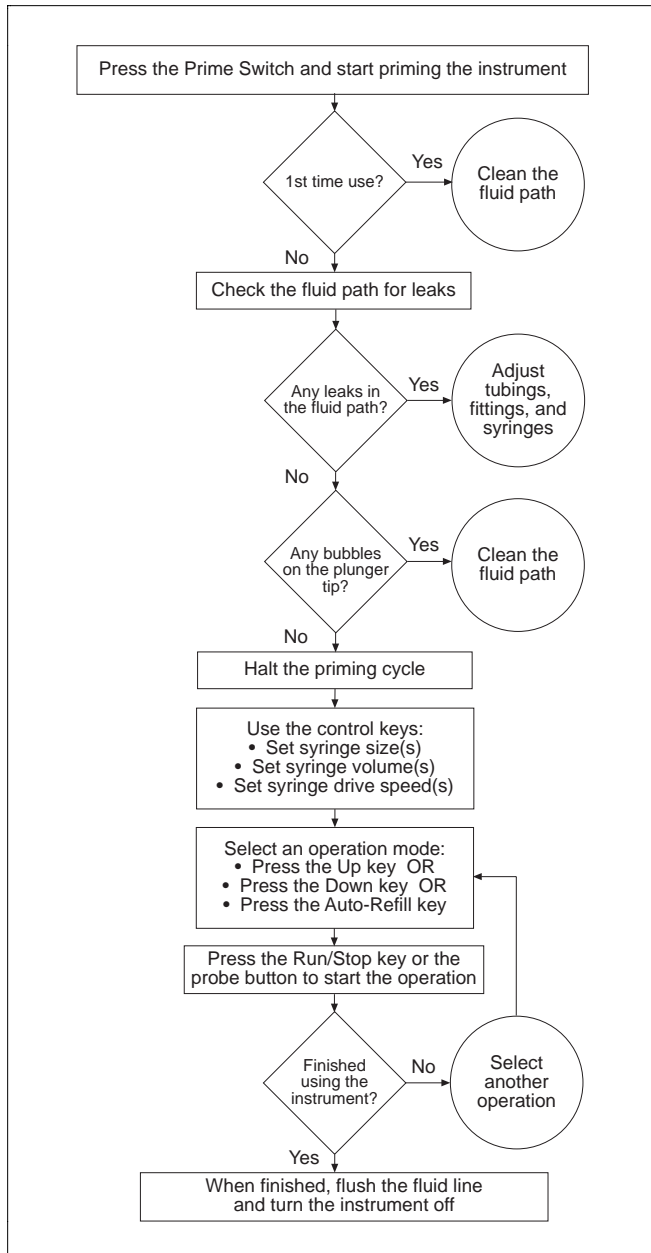 Press the Prime Switch and start priming the instrument
1st time use?
Yes
Clean the
fluid path
No
Check the fluid path for leaks
Any leaks in
the fluid path?
Yes
Adjust
tubings,
fittings, and
syringes
No
Any bubbles
on the plunger
tip?
Yes
Clean the
fluid path
No
Halt the priming cycle
Use the control keys:
• Set syringe size(s)
• Set syringe volume(s)
• Set syringe drive speed(s)
Select an operation mode:
• Press the Up key OR
• Press the Down key OR
• Press the Auto-Refill key
Press the Run/Stop key or the
probe button to start the operation
Finished
using the
instrument?
No
Select
another
operation
Yes
When finished, flush the fluid line
and turn the instrument off